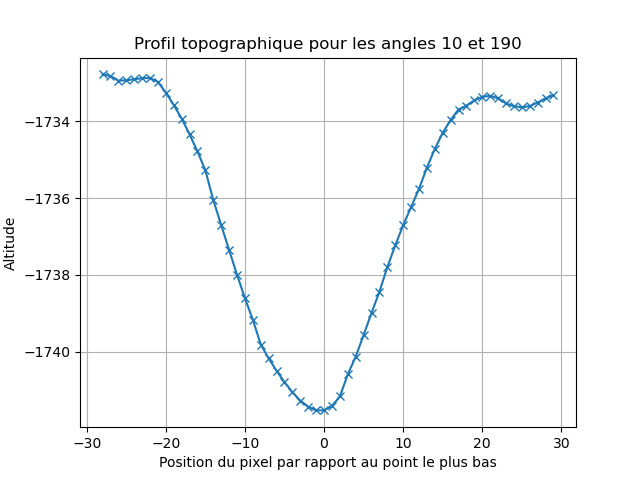 Profil topographique pour les angles 10 et 190
Altitude
−1734
−1736
−1738
−1740
−30 −20 −10 0 10 20 30
Position du pixel par rapport au point le plus bas